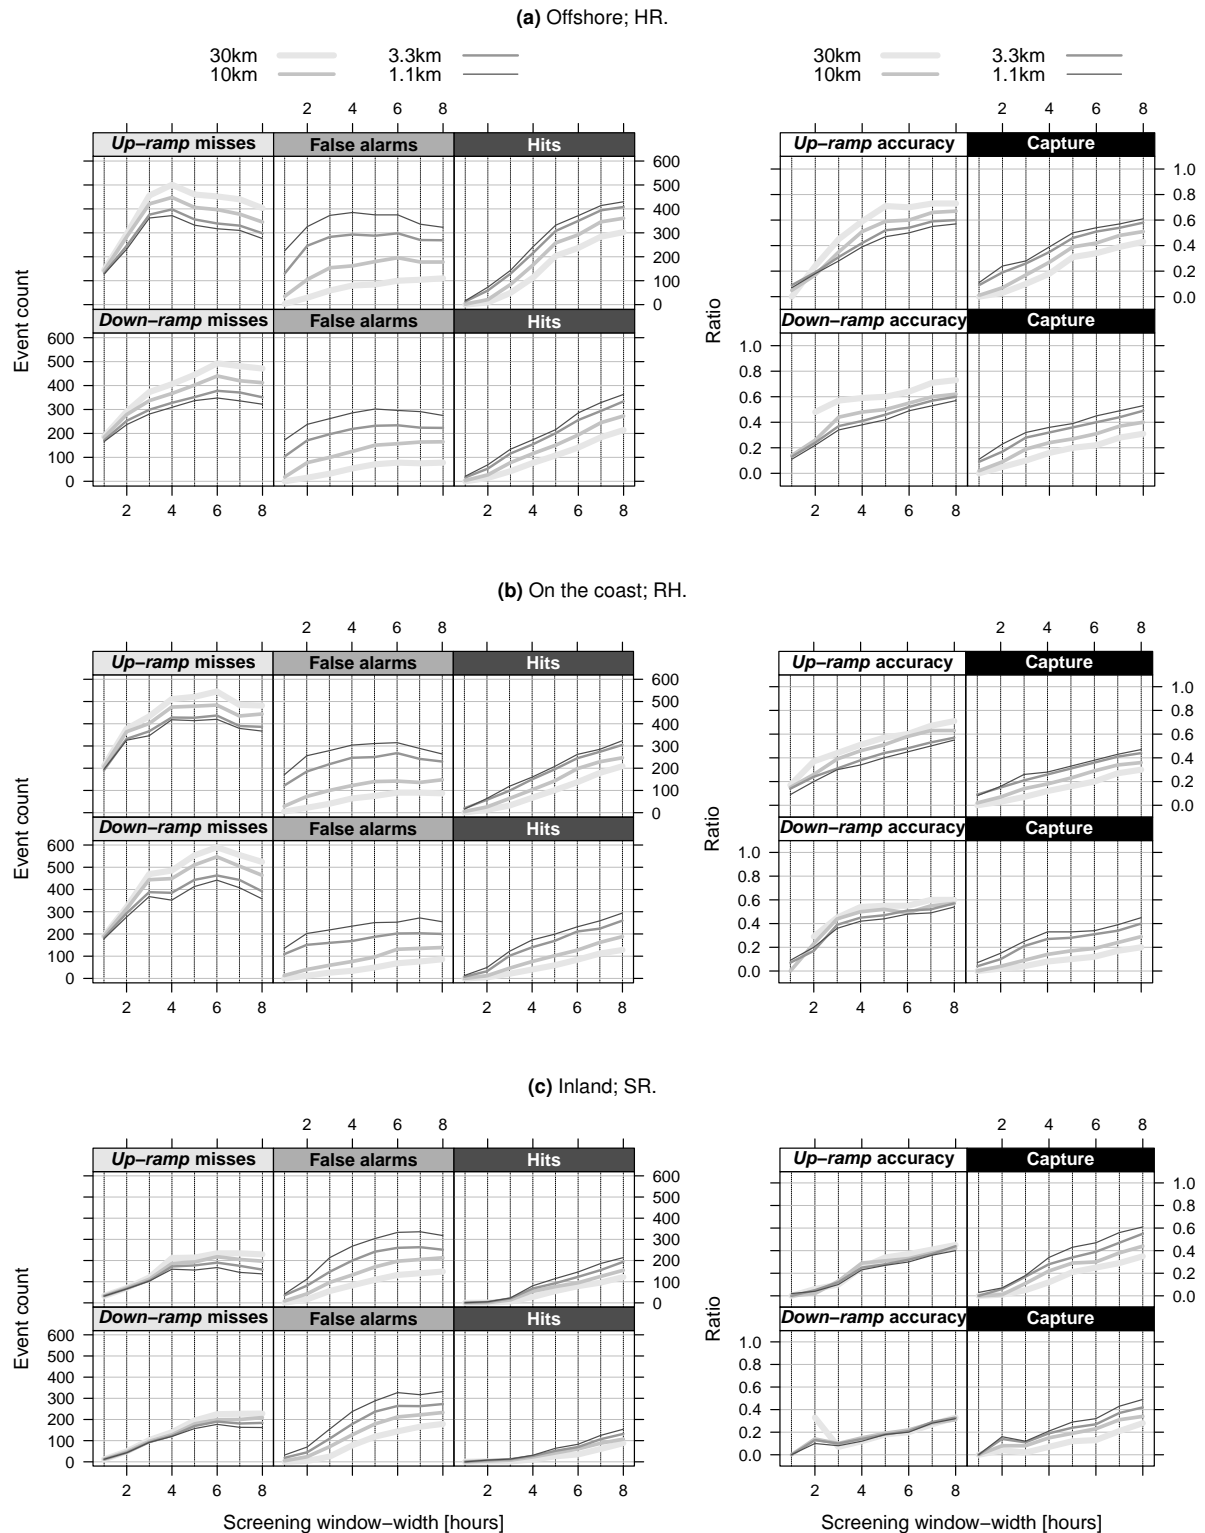 (a) Offshore; HR.
30km 3.3km 30km 3.3km
10km 1.1km 10km 1.1km
2 4 6 8 2 4 6 8
Up−ramp misses False alarms Hits Up−ramp accuracy Capture
600 500 400 300 200 100 0
1.0 0.8 0.6 0.4 0.2 0.0
Event count
Ratio
Down−ramp misses False alarms Hits Down−ramp accuracy Capture
600 500 400 300 200 100 0
1.0 0.8 0.6 0.4 0.2 0.0
2 4 6 8 2 4 6 8 2 4 6 8
(b) On the coast; RH.
2 4 6 8 2 4 6 8
Up−ramp misses False alarms Hits Up−ramp accuracy Capture
600 500 400 300 200 100 0
1.0 0.8 0.6 0.4 0.2 0.0
Event count
Ratio
Down−ramp misses False alarms Hits Down−ramp accuracy Capture
600 500 400 300 200 100 0
1.0 0.8 0.6 0.4 0.2 0.0
2 4 6 8 2 4 6 8 2 4 6 8
(c) Inland; SR.
2 4 6 8 2 4 6 8
Up−ramp misses False alarms Hits Up−ramp accuracy Capture
600 500 400 300 200 100 0
1.0 0.8 0.6 0.4 0.2 0.0
Event count
Ratio
Down−ramp misses False alarms Hits Down−ramp accuracy Capture
600 500 400 300 200 100 0
1.0 0.8 0.6 0.4 0.2 0.0
2 4 6 8 2 4 6 8 2 4 6 8
Screening window−width [hours] Screening window−width [hours]